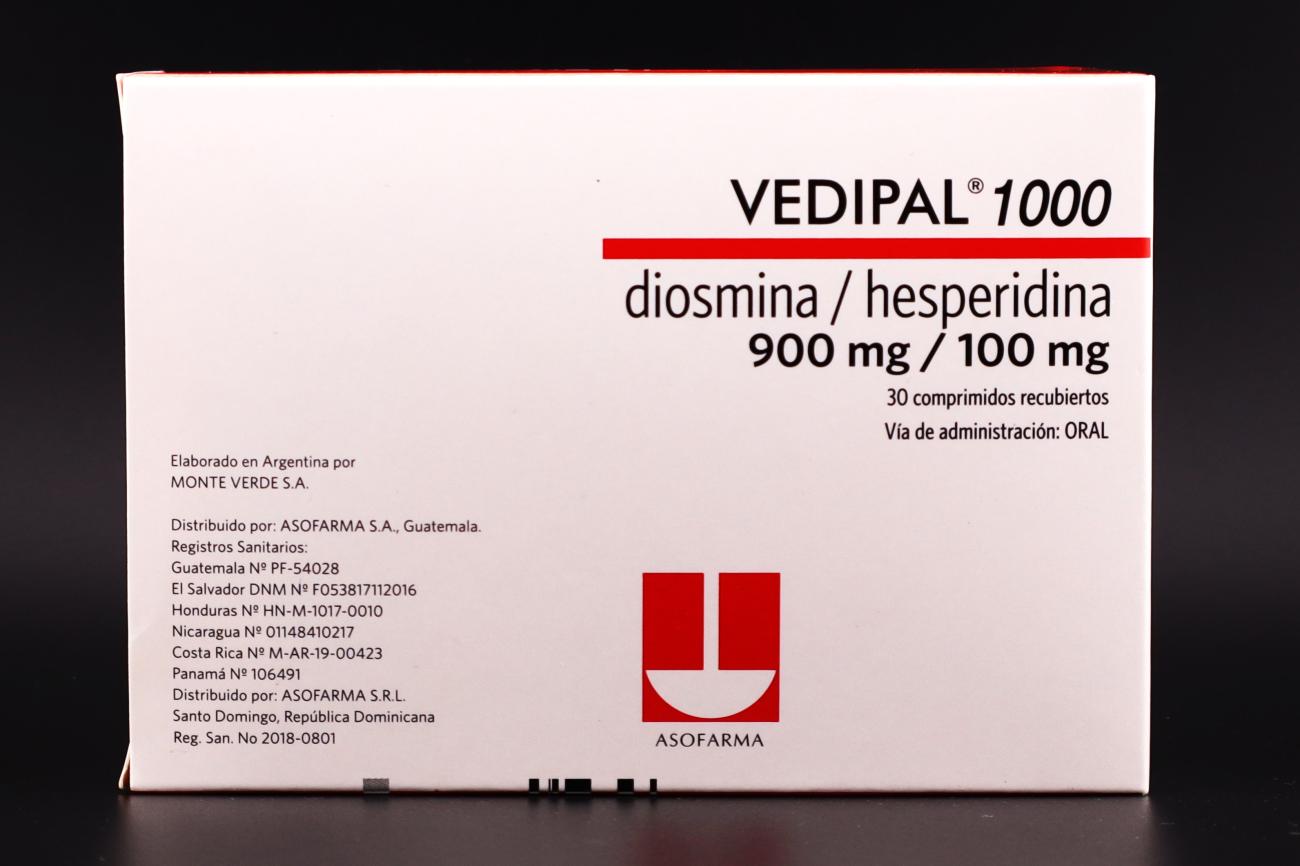 VEDIPAL® 1000
diosmina / hesperidina
900 mg / 100 mg
30 comprimidos recubiertos
Vía de administración: ORAL
Elaborado en Argentina por
MONTE VERDE S.A.
Distribuido por: ASOFARMA S.A., Guatemala.
Registros Sanitarios:
Guatemala Nº PF-54028
El Salvador DNM Nº F053817112016
Honduras Nº HN-M-1017-0010
Nicaragua Nº 01148410217
Costa Rica Nº M-AR-19-00423
Panamá Nº 106491
Distribuido por: ASOFARMA S.R.L.
Santo Domingo, República Dominicana
Reg. San. No 2018-0801
ASOFARMA